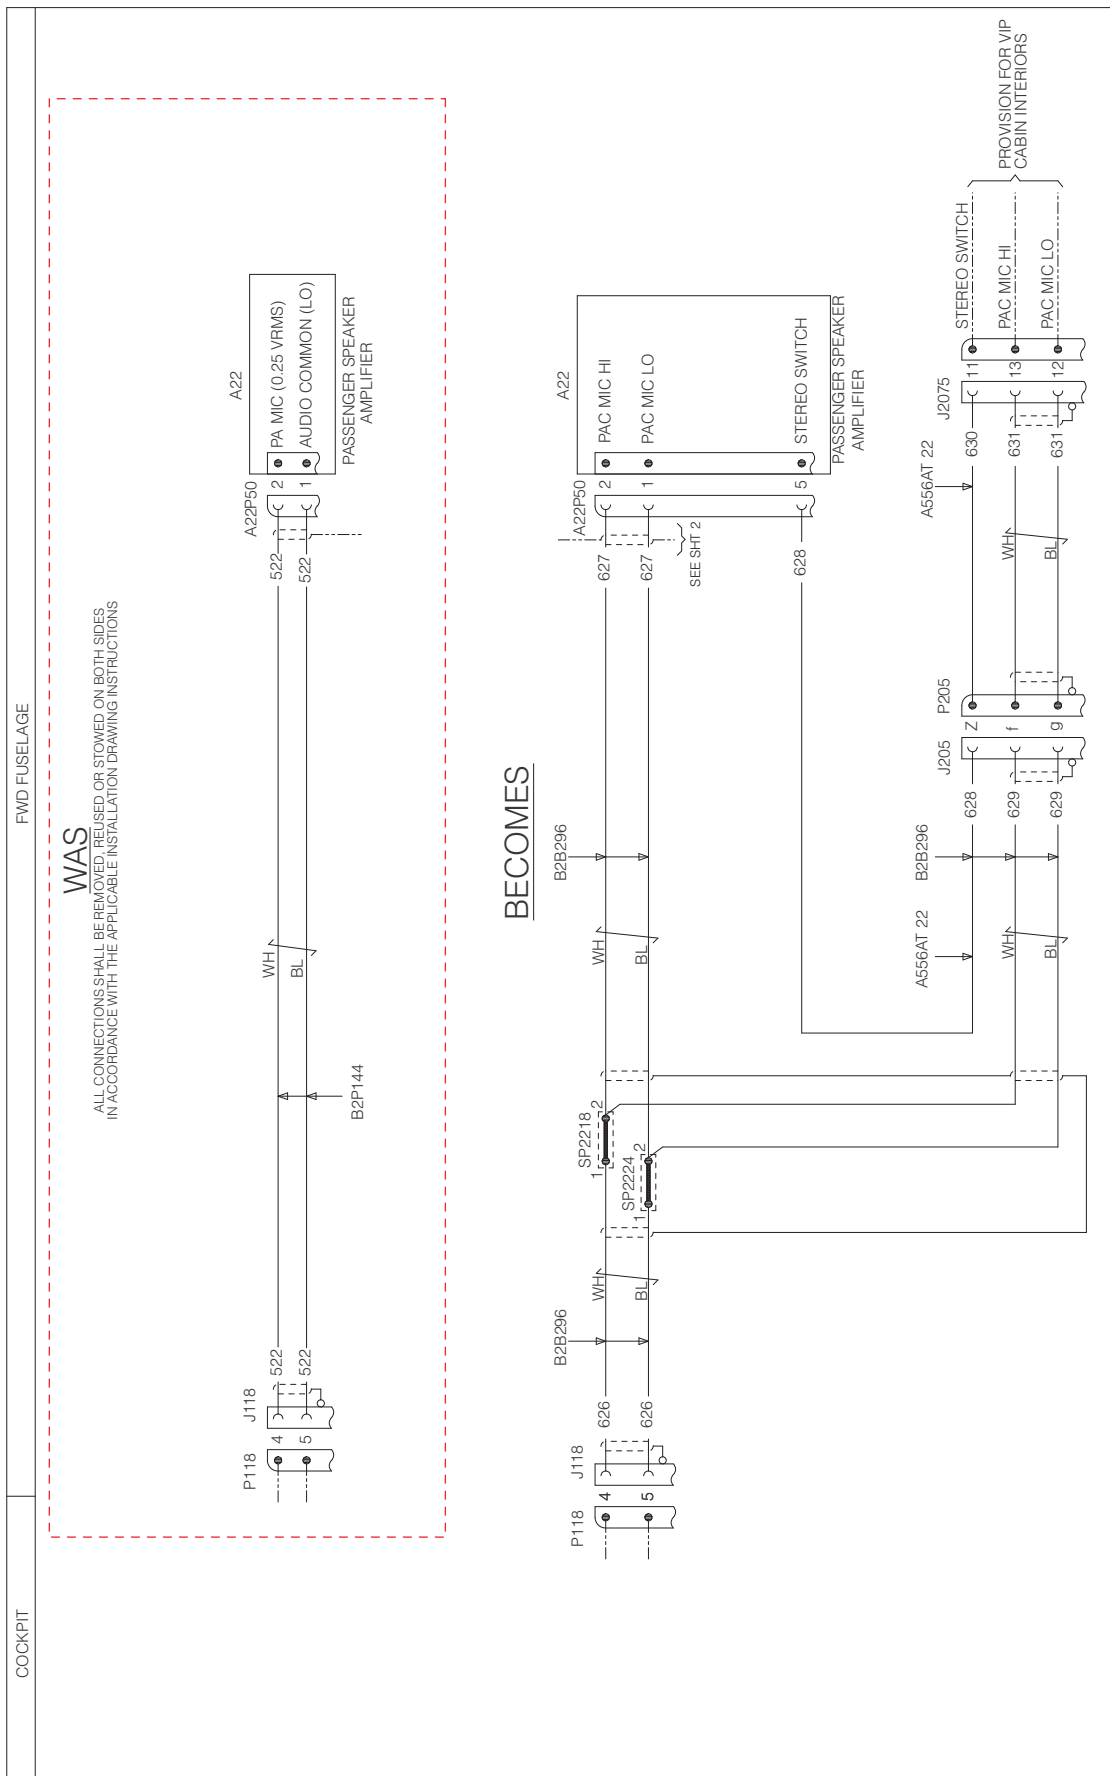 COCKPIT
FWD FUSELAGE
WAS
ALL CONNECTIONS SHALL BE REMOVED, REUSED OR STOWED ON BOTH SIDES
IN ACCORDANCE WITH THE APPLICABLE INSTALLATION DRAWING INSTRUCTIONS
P118
J118
4
5
522
522
B2P144
WH
BL
522
522
A22P50
2
1
A22
PA MIC (0.25 VRMS)
AUDIO COMMON (LO)
PASSENGER SPEAKER
AMPLIFIER
BECOMES
P118
J118
4
5
626
626
B2B296
WH
BL
SP2218
1
2
SP2224
1
2
WH
BL
B2B296
627
627
SEE SHT 2
628
A22P50
2
1
5
A22
PAC MIC HI
PAC MIC LO
STEREO SWITCH
PASSENGER SPEAKER
AMPLIFIER
A556AT 22
WH
BL
B2B296
628
629
629
J205
P205
Z
f
g
WH
BL
A556AT 22
630
631
631
J2075
11
13
12
STEREO SWITCH
PAC MIC HI
PAC MIC LO
PROVISION FOR VIP
CABIN INTERIORS